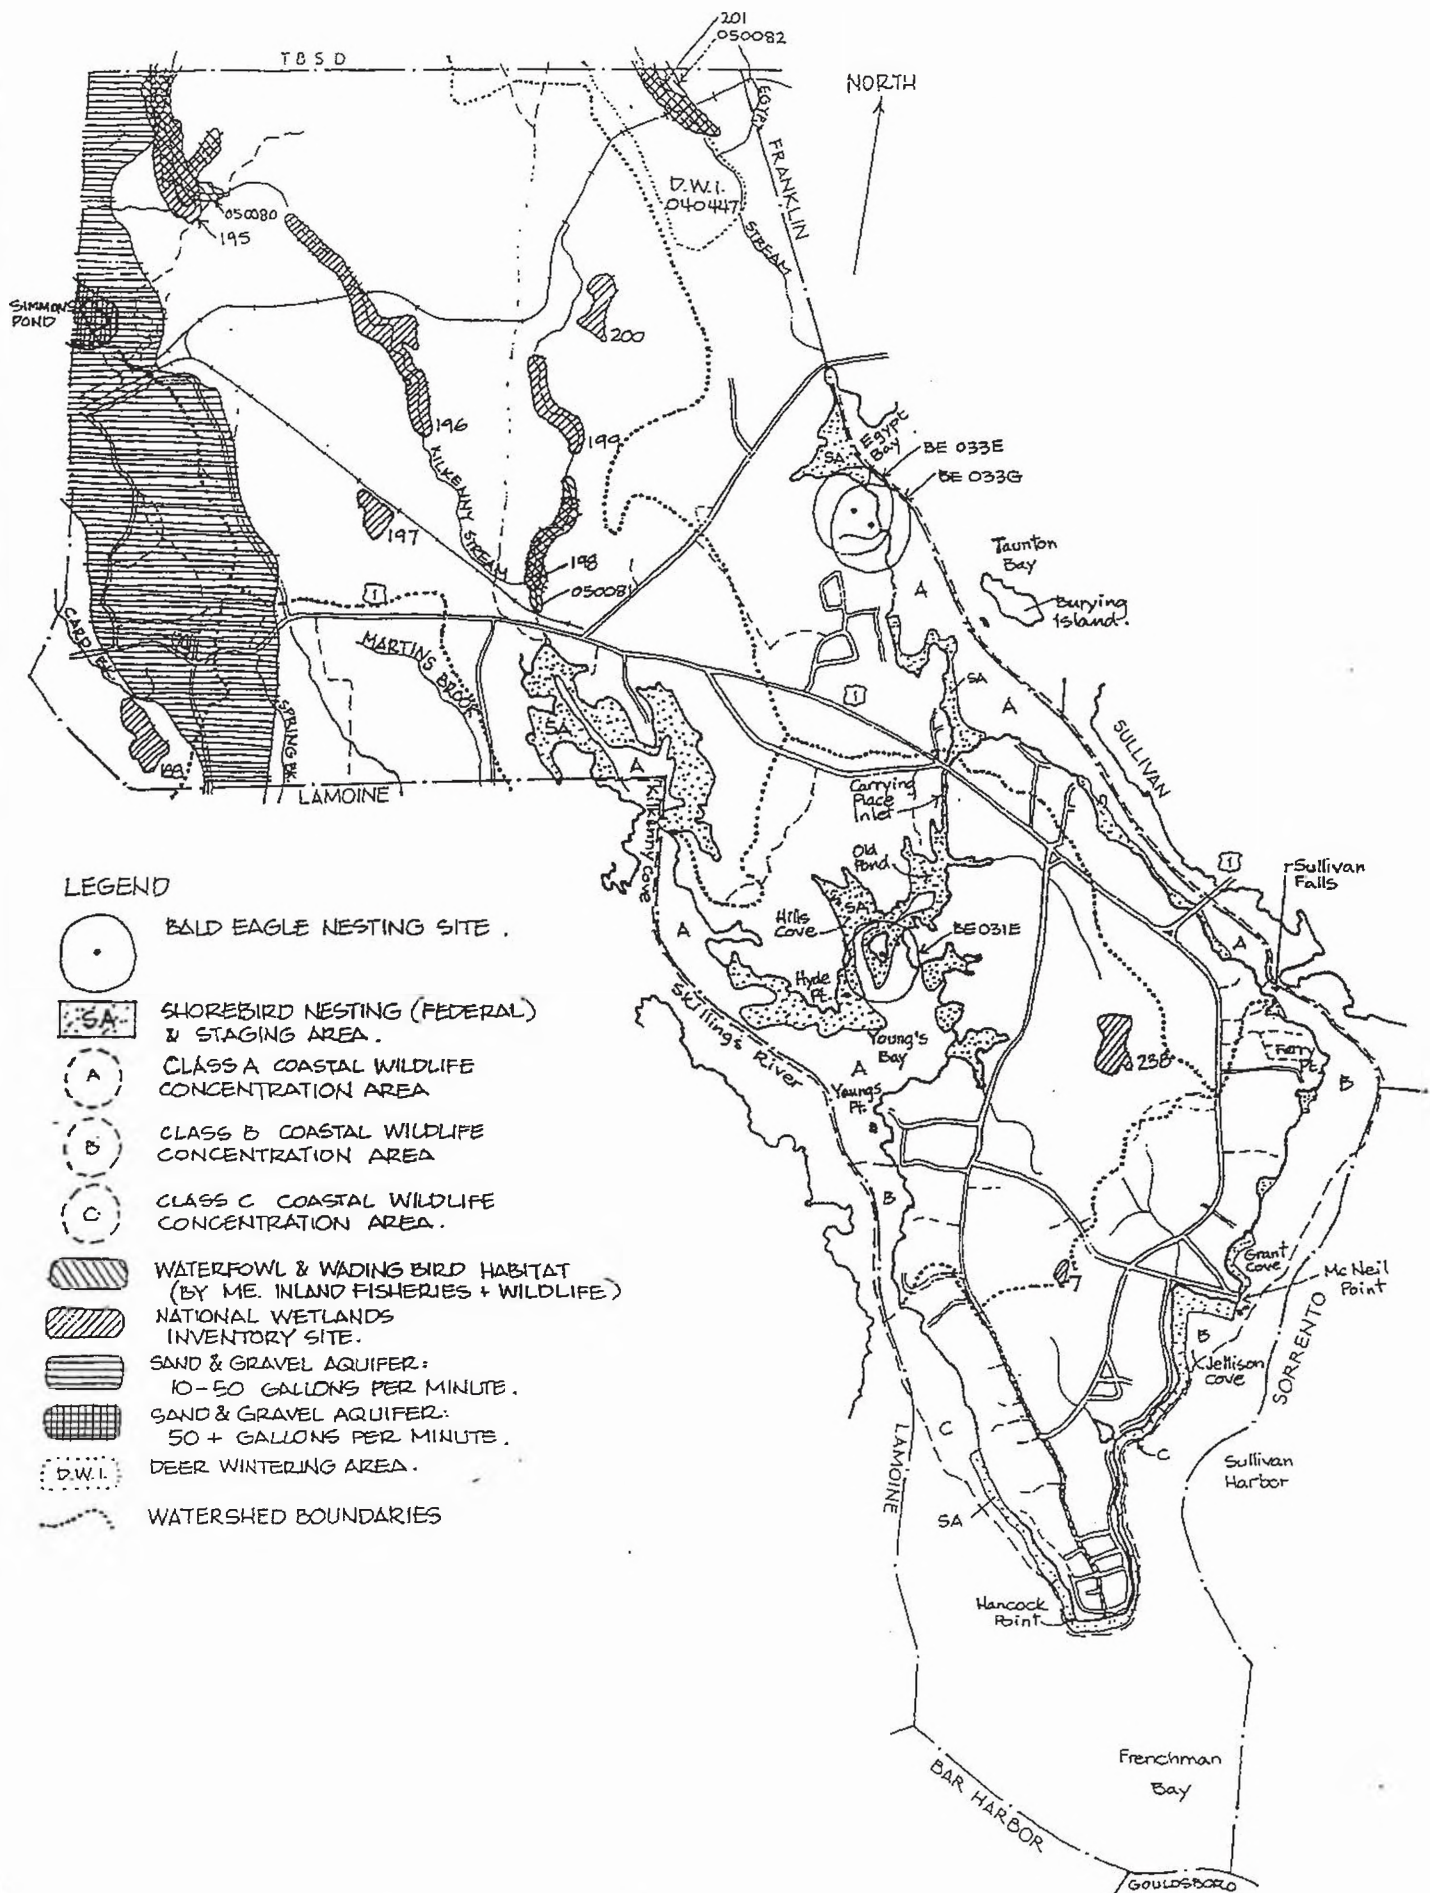 201
050082
T B S D
NORTH
EGYPT
FRANKLIN
D.W.I.
040447
STREAM
050080
195
SIMMONS
POND
200
196
199
Egypt
Bay
SA
BE 033E
BE 033G
KILKENNY STREAM
197
198
050081
Taunton
Bay
Burying
Island.
A
1
CARD
MARTINS
BROOK
SPRING BK.
SA
SA
1
A
SULLIVAN
A
LAMOINE
Kilkenny Cove
Carrying
Place
Inlet
Old
Pond
1
Sullivan
Falls
SA
Hills
Cove
BE031E
A
A
Hyde
Pt.
Skillings River
Young's
Bay
A
Youngs
Pt.
238
Ferry
Pt.
B
B
B
Grant
Cove
McNeil
Point
7
B
Jellison
Cove
SORRENTO
C
C
LAMOINE
Sullivan
Harbor
SA
Hancock
Point
Frenchman
Bay
BAR HARBOR
GOULDSBORO
LEGEND
BALD EAGLE NESTING SITE .
SA
SHOREBIRD NESTING (FEDERAL)
& STAGING AREA.
A
CLASS A COASTAL WILDLIFE
CONCENTRATION AREA
B
CLASS B COASTAL WILDLIFE
CONCENTRATION AREA
C
CLASS C COASTAL WILDLIFE
CONCENTRATION AREA.
WATERFOWL & WADING BIRD HABITAT
(BY ME. INLAND FISHERIES + WILDLIFE)
NATIONAL WETLANDS
INVENTORY SITE.
SAND & GRAVEL AQUIFER:
10-50 GALLONS PER MINUTE.
SAND & GRAVEL AQUIFER:
50 + GALLONS PER MINUTE.
D.W.I.
DEER WINTERING AREA.
WATERSHED BOUNDARIES